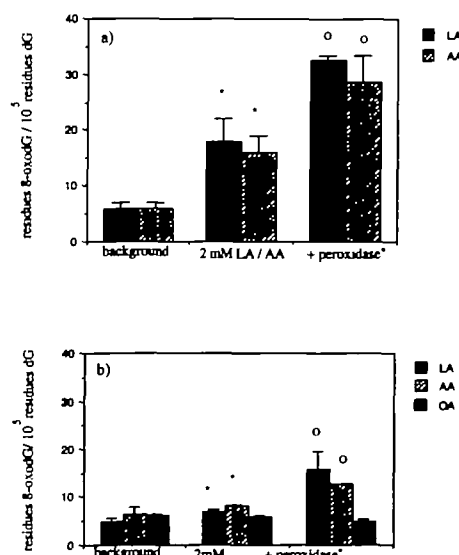 a)
LA
AA
residues 8-oxodG / 10⁵ residues dG
40
30
20
10
0
* * o o
background 2 mM LA / AA + peroxidase*
b)
LA
AA
OA
residues 8-oxodG/ 10⁵ residues dG
40
30
20
10
0
* * o o
background 2mM + peroxidase*